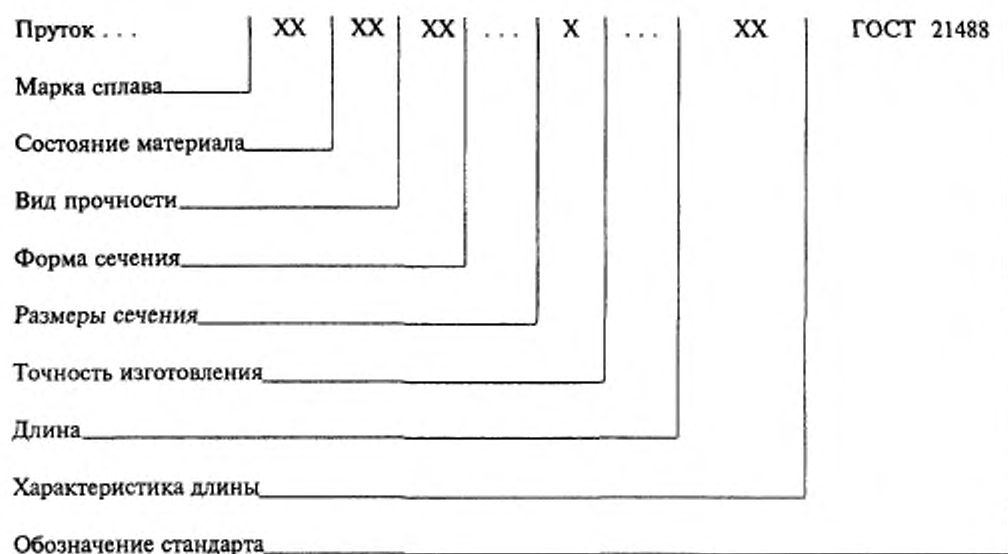 Пруток ... XX XX XX ... X ... XX ГОСТ 21488
Марка сплава
Состояние материала
Вид прочности
Форма сечения
Размеры сечения
Точность изготовления
Длина
Характеристика длины
Обозначение стандарта